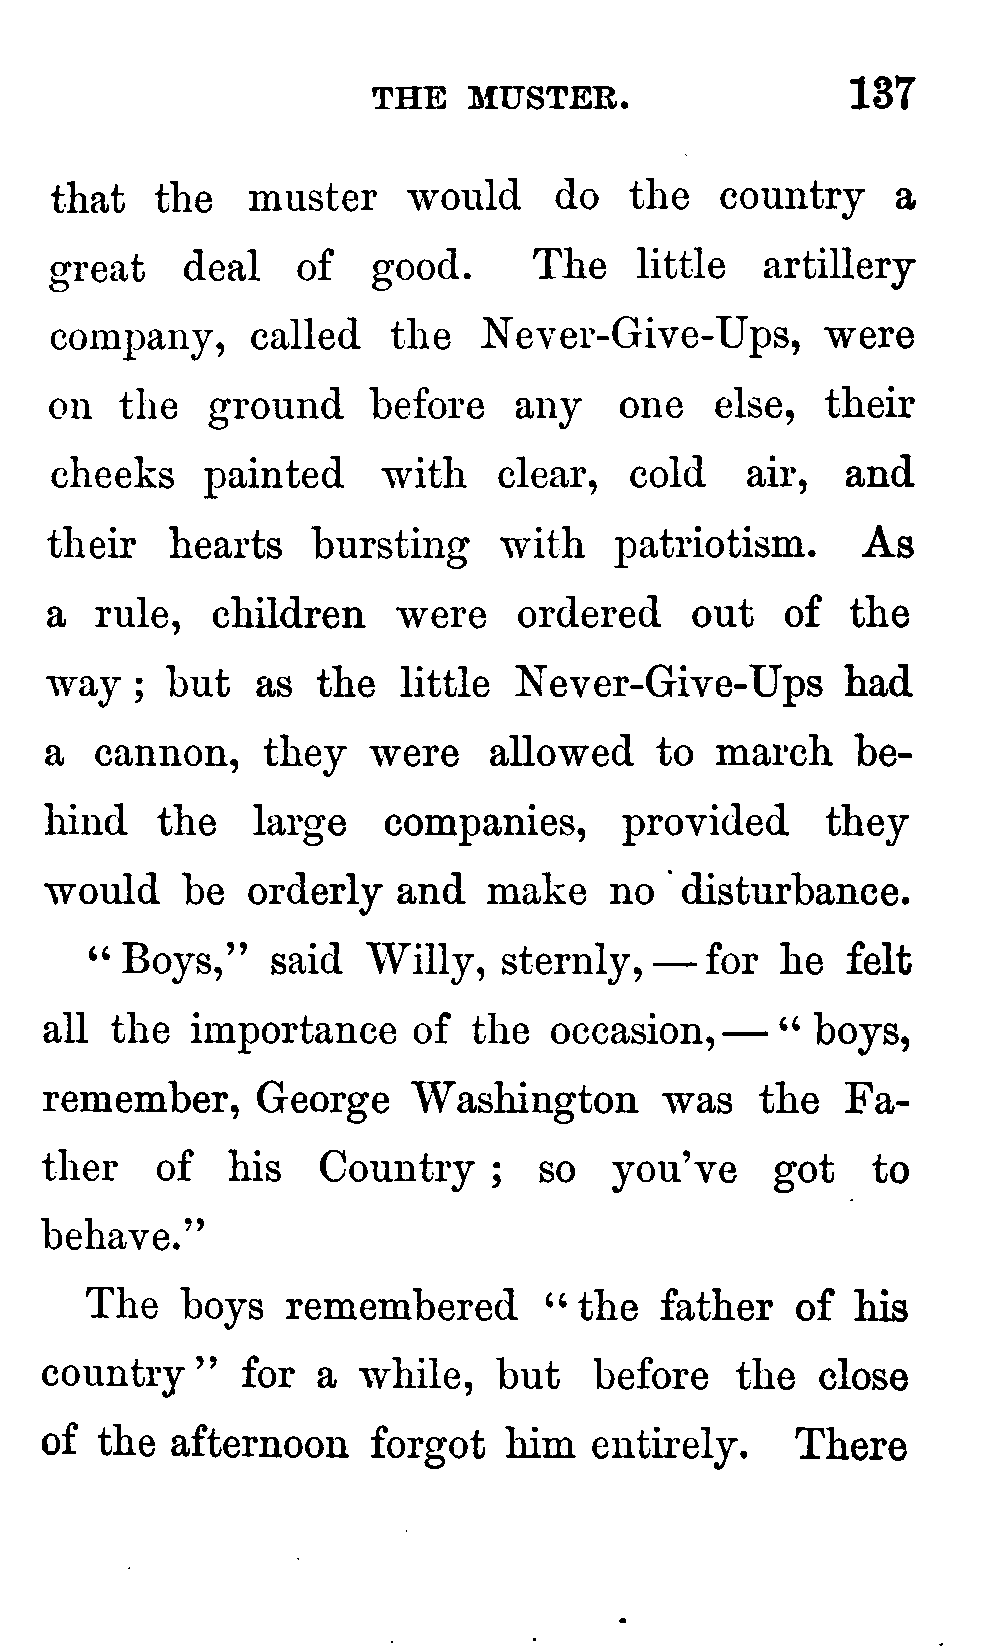 THE MUSTER. 137
that the muster would do the country a
great deal of good. The little artillery
company, called the Never-Give-Ups, were
on the ground before any one else, their
cheeks painted with clear, cold air, and
their hearts bursting with patriotism. As
a rule, children were ordered out of the
way ; but as the little Never-Give-Ups had
a cannon, they were allowed to march be-
hind the large companies, provided they
would be orderly and make no disturbance.
“ Boys,” said Willy, sternly, — for he felt
all the importance of the occasion, — “ boys,
remember, George Washington was the Fa-
ther of his Country ; so you’ve got to
behave.”
The boys remembered “ the father of his
country ” for a while, but before the close
of the afternoon forgot him entirely. There